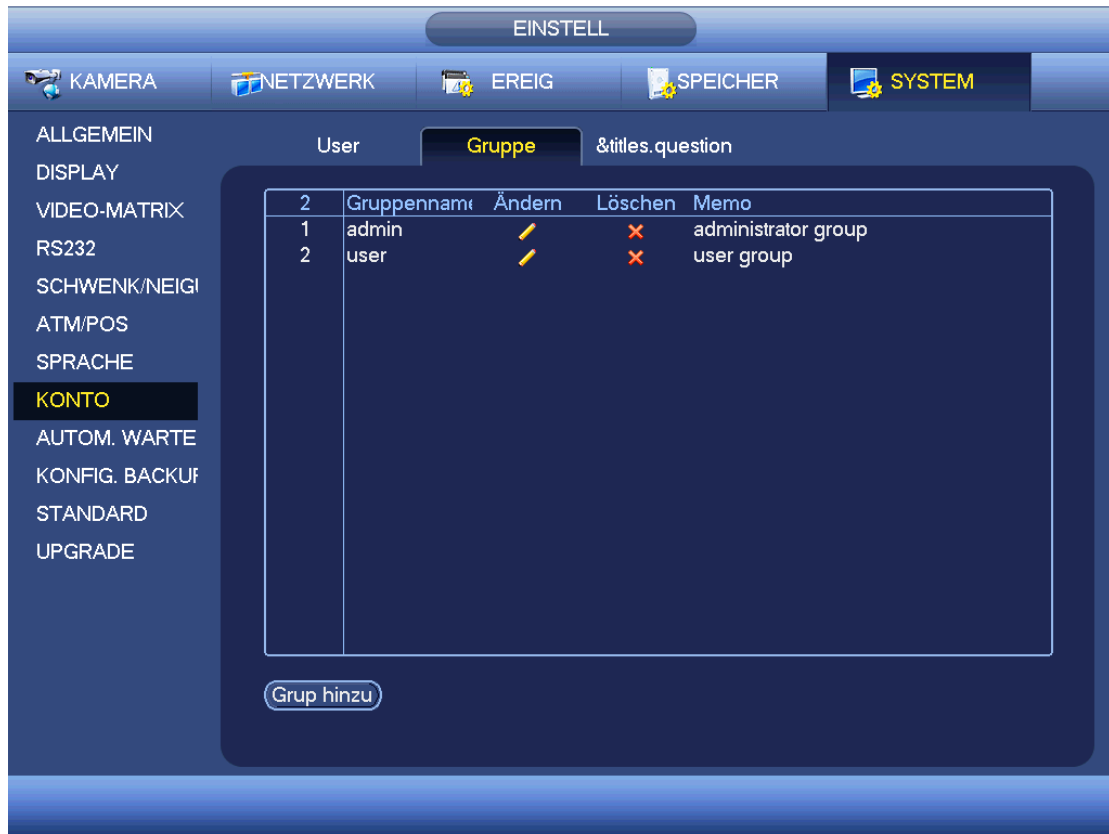 EINSTELL
KAMERA NETZWERK EREIG SPEICHER SYSTEM
ALLGEMEIN
DISPLAY
VIDEO-MATRIX
RS232
SCHWENK/NEIGU
ATM/POS
SPRACHE
KONTO
AUTOM. WARTE
KONFIG. BACKUP
STANDARD
UPGRADE
User Gruppe &titles.question
2 Gruppenname Ändern Löschen Memo
1 admin administrator group
2 user user group
Grup hinzu